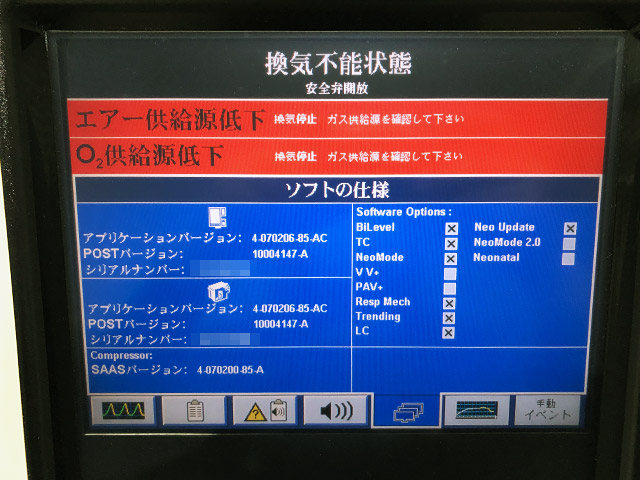 換気不能状態
安全弁開放
エアー供給源低下 換気停止 ガス供給源を確認して下さい
O2供給源低下 換気停止 ガス供給源を確認して下さい
ソフトの仕様
アプリケーションバージョン: 4-070206-85-AC
POSTバージョン: 10004147-A
シリアルナンバー:
アプリケーションバージョン: 4-070206-85-AC
POSTバージョン: 10004147-A
シリアルナンバー:
Compressor:
SAASバージョン: 4-070200-85-A
Software Options :
BiLevel Neo Update
TC NeoMode 2.0
NeoMode Neonatal
V V+
PAV+
Resp Mech
Trending
LC
手動
イベント